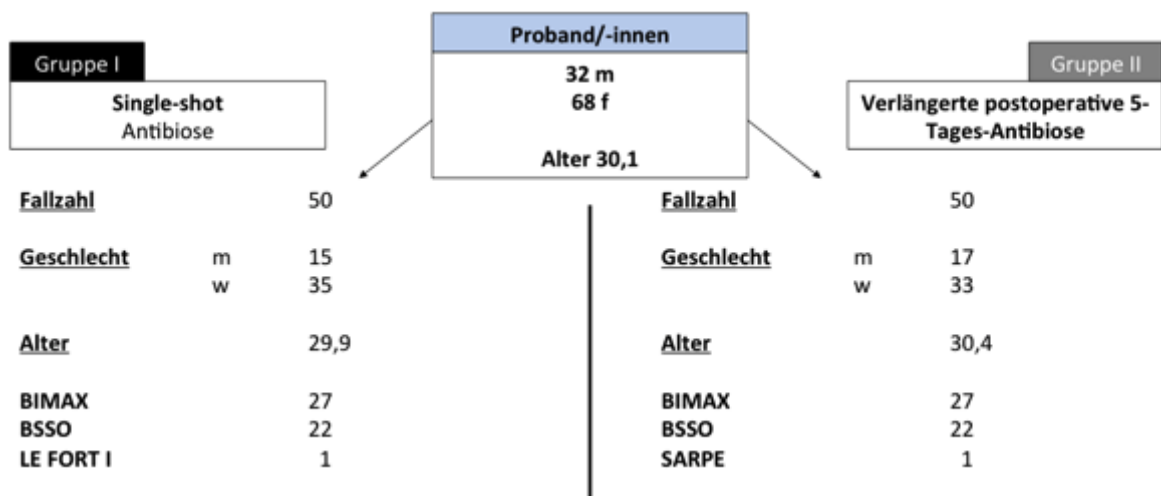 Proband/-innen
32 m
68 f
Alter 30,1
Gruppe I
Single-shot
Antibiose
Fallzahl 50
Geschlecht m 15
w 35
Alter 29,9
BIMAX 27
BSSO 22
LE FORT I 1
Gruppe II
Verlängerte postoperative 5-
Tages-Antibiose
Fallzahl 50
Geschlecht m 17
w 33
Alter 30,4
BIMAX 27
BSSO 22
SARPE 1